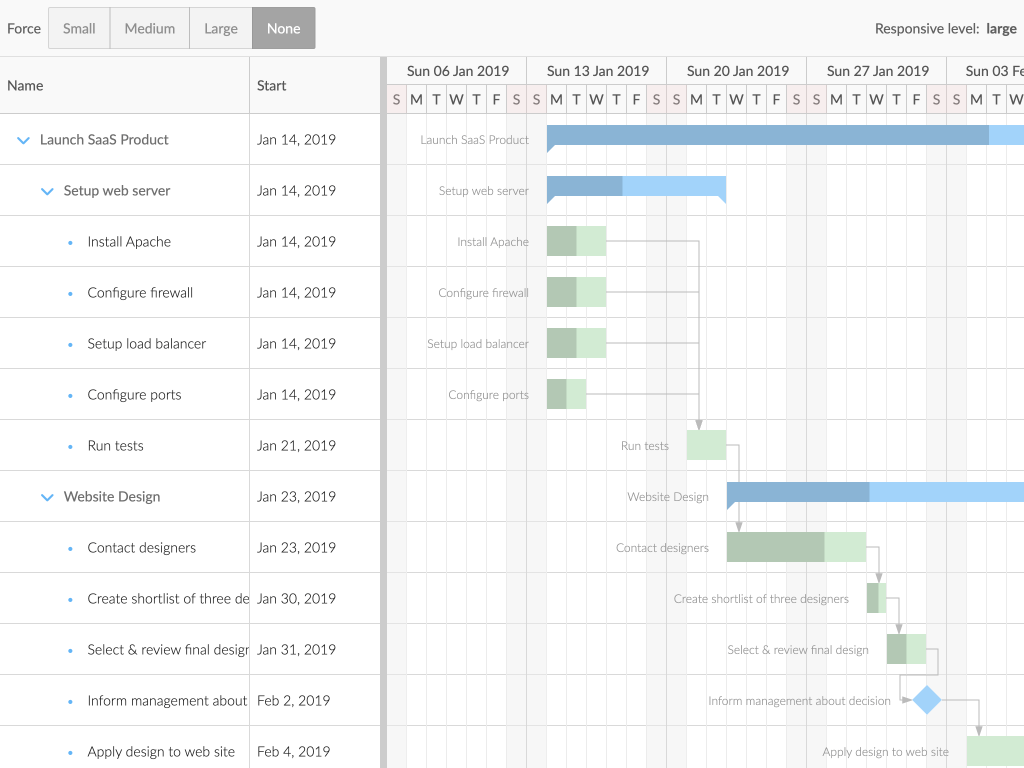 Force Small Medium Large None Responsive level: large
Name Start Sun 06 Jan 2019 Sun 13 Jan 2019 Sun 20 Jan 2019 Sun 27 Jan 2019 Sun 03 Fe
S M T W T F S S M T W T F S S M T W T F S S M T W T F S S M T W
Launch SaaS Product Jan 14, 2019 Launch SaaS Product
Setup web server Jan 14, 2019 Setup web server
Install Apache Jan 14, 2019 Install Apache
Configure firewall Jan 14, 2019 Configure firewall
Setup load balancer Jan 14, 2019 Setup load balancer
Configure ports Jan 14, 2019 Configure ports
Run tests Jan 21, 2019 Run tests
Website Design Jan 23, 2019 Website Design
Contact designers Jan 23, 2019 Contact designers
Create shortlist of three de Jan 30, 2019 Create shortlist of three designers
Select & review final desigr Jan 31, 2019 Select & review final design
Inform management about Feb 2, 2019 Inform management about decision
Apply design to web site Feb 4, 2019 Apply design to web site